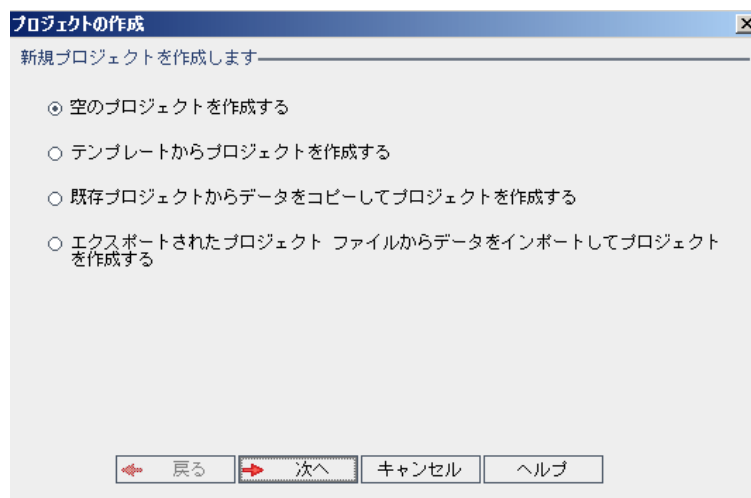 プロジェクトの作成
新規プロジェクトを作成します
空のプロジェクトを作成する
テンプレートからプロジェクトを作成する
既存プロジェクトからデータをコピーしてプロジェクトを作成する
エクスポートされたプロジェクト ファイルからデータをインポートしてプロジェクト
を作成する
戻る 次へ キャンセル ヘルプ